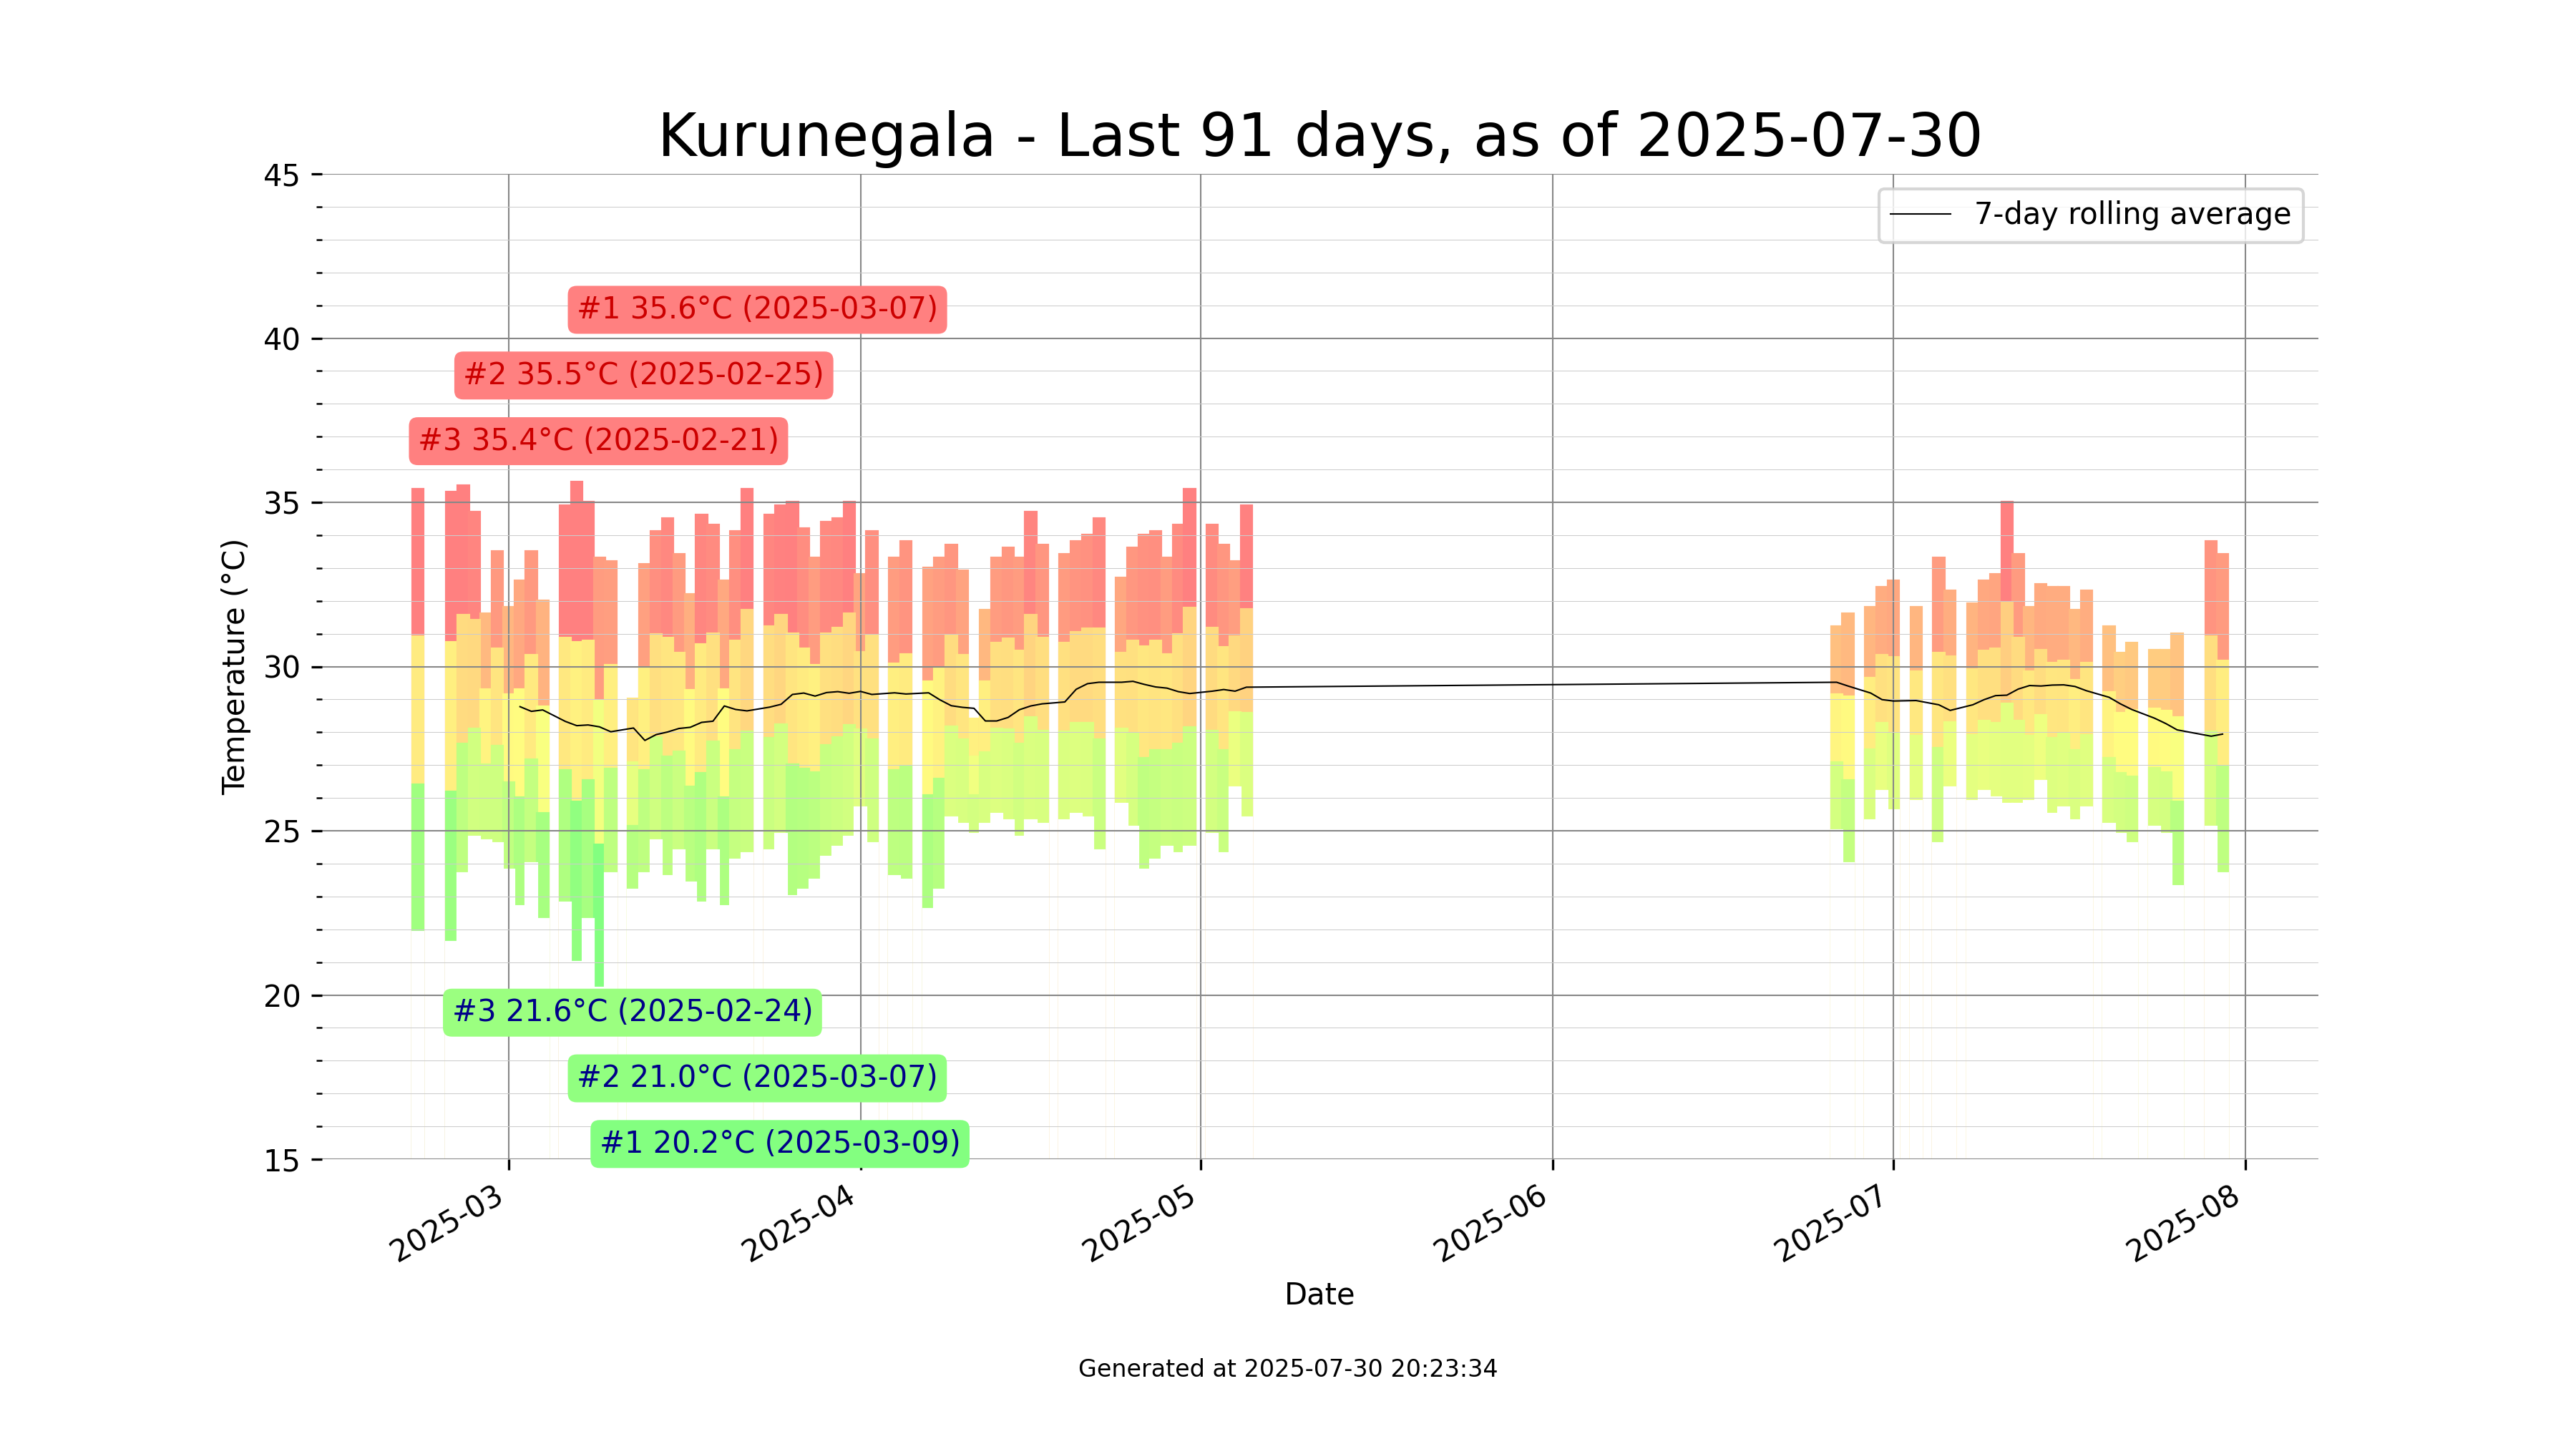 Kurunegala - Last 91 days, as of 2025-07-30
45
7-day rolling average
#1 35.6°C (2025-03-07)
40
#2 35.5°C (2025-02-25)
#3 35.4°C (2025-02-21)
35
30
Temperature (°C)
25
20
#3 21.6°C (2025-02-24)
#2 21.0°C (2025-03-07)
#1 20.2°C (2025-03-09)
15
2025-03
2025-04
2025-05
2025-06
2025-07
2025-08
Date
Generated at 2025-07-30 20:23:34